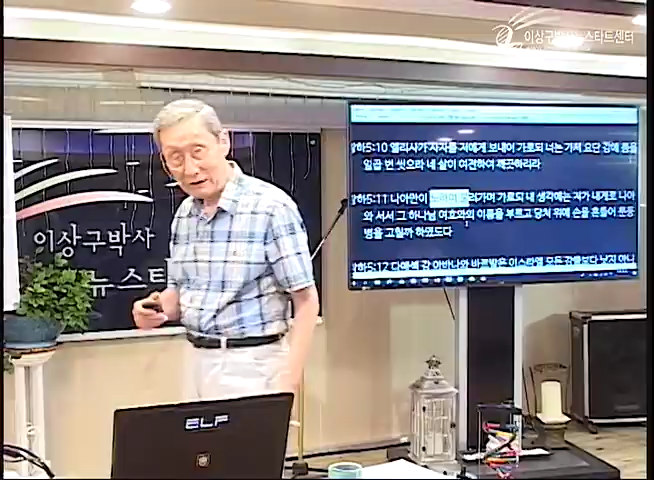 이상구박사 뉴스타트센터
왕하5:10 엘리사가 사자를 저에게 보내어 가로되 너는 가서 요단 강에 몸을
일곱 번 씻으라 네 살이 여전하여 깨끗하리라
왕하5:11 나아만이 노하여 물러가며 가로되 내 생각에는 저가 내게로 나아
와 서서 그 하나님 여호와의 이름을 부르고 당처 위에 손을 흔들어 문둥
병을 고칠까 하였도다
왕하5:12 다메섹 강 아바나와 바르발은 이스라엘 모든 강물보다 낫지 아니
이상구박사
뉴스타
ELF